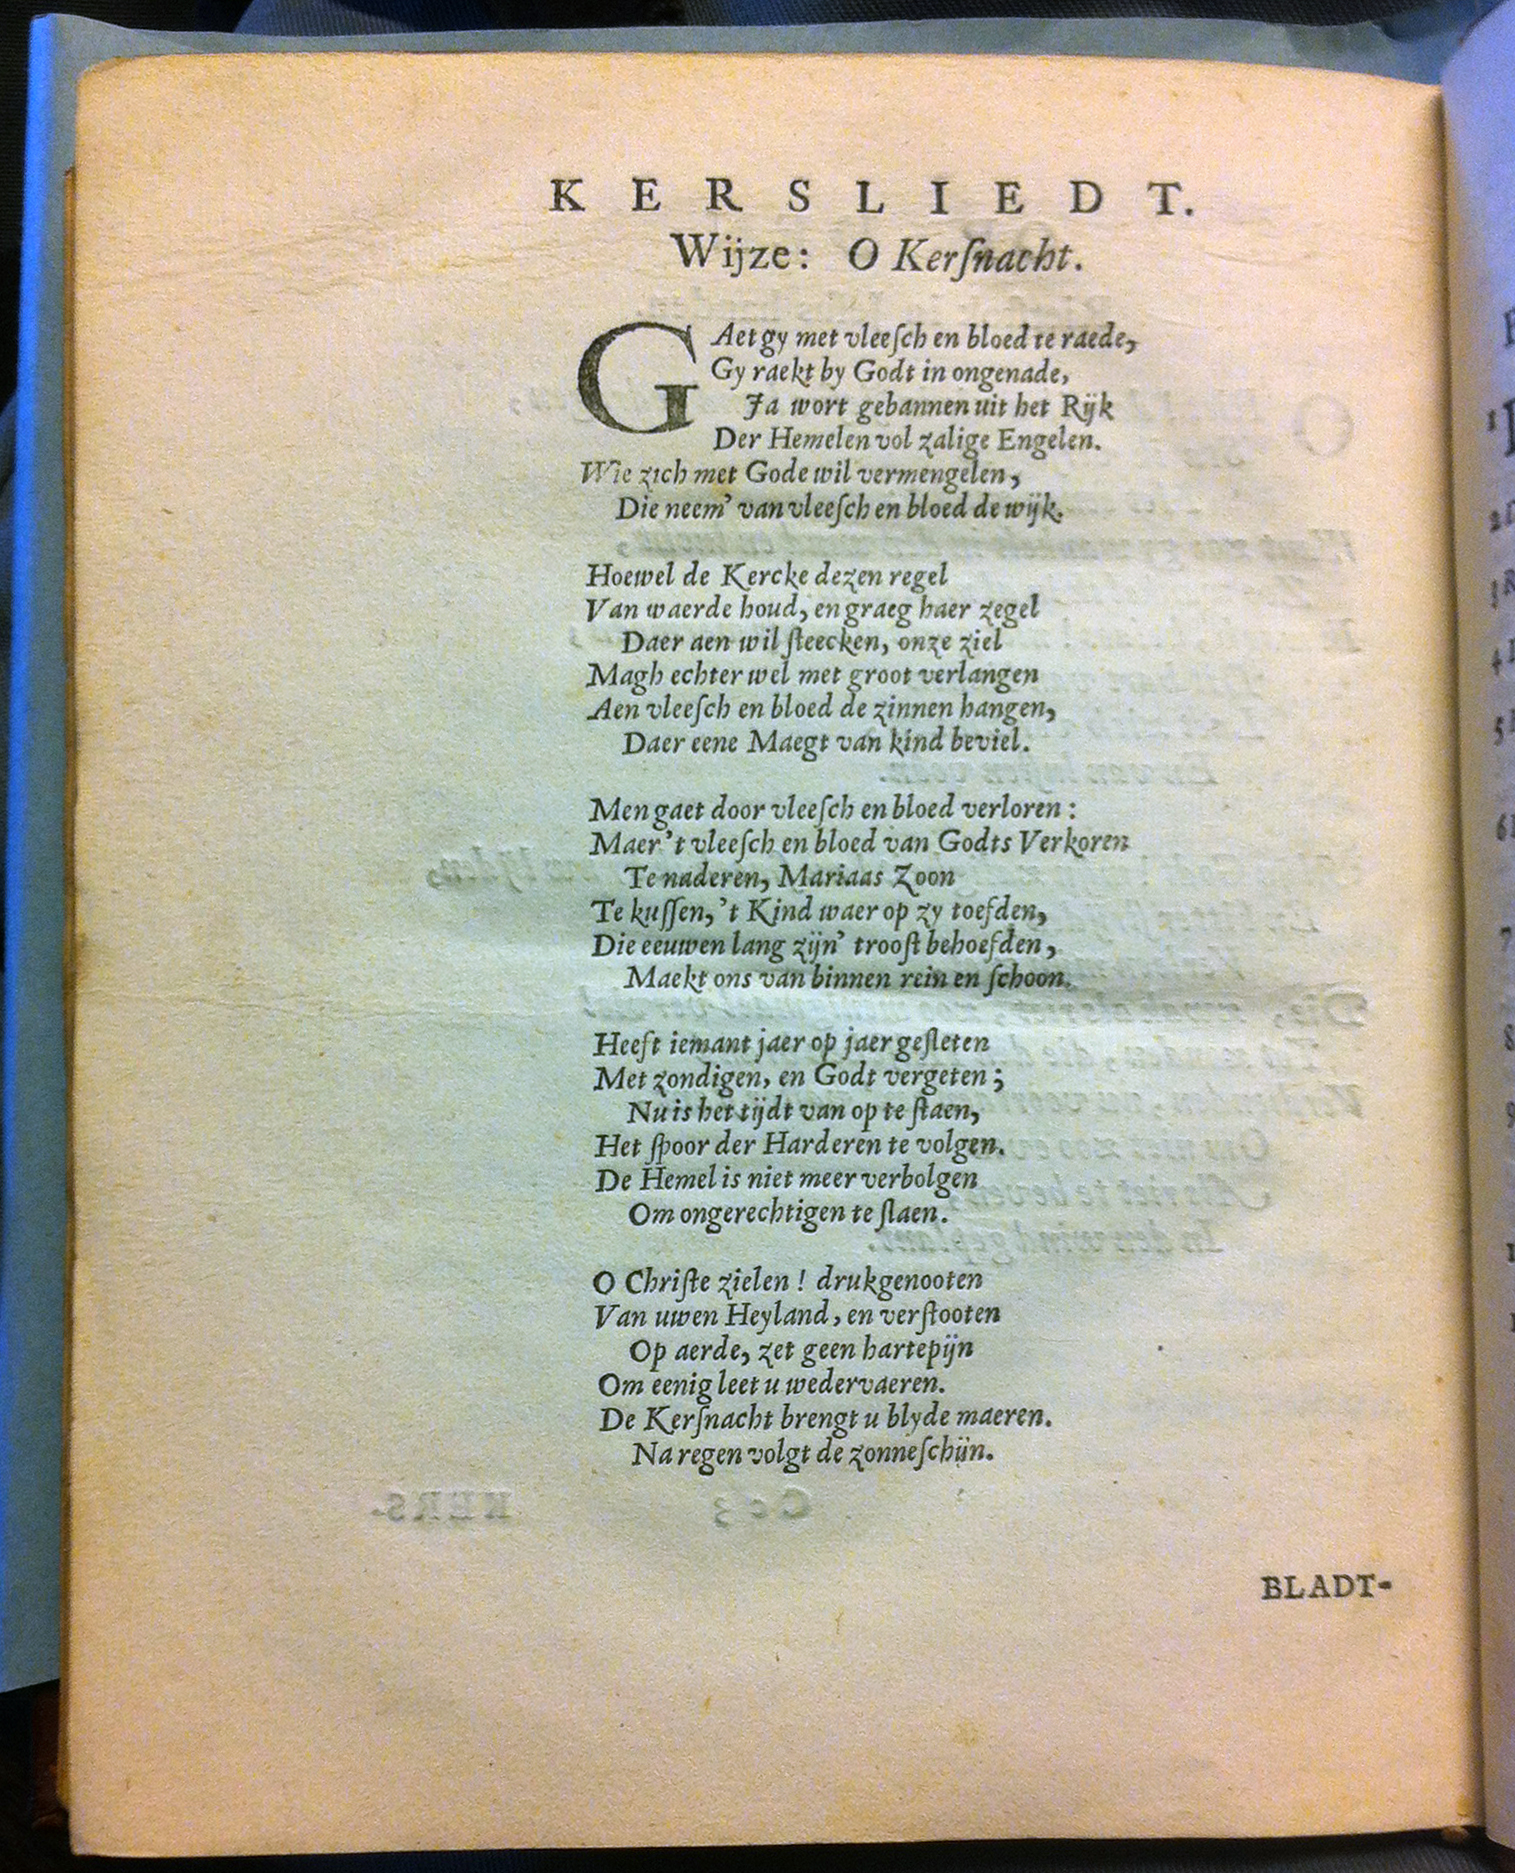 KERSLIEDT.
Wijze: O Kerſnacht.
GAet gy met vleeſch en bloed te raede,
Gy raekt by Godt in ongenade,
Ja wort gebannen uit het Rijk
Der Hemelen vol zalige Engelen.
Wie zich met Gode wil vermengelen,
Die neem' van vleeſch en bloed de wijk.
Hoewel de Kercke dezen regel
Van waerde houd, en graeg haer zegel
Daer aen wil ſteecken, onze ziel
Magh echter wel met groot verlangen
Aen vleeſch en bloed de zinnen hangen,
Daer eene Maegt van kind beviel.
Men gaet door vleeſch en bloed verloren:
Maer 't vleeſch en bloed van Godts Verkoren
Te naderen, Mariaas Zoon
Te kuſſen, 't Kind waer op zy toefden,
Die eeuwen lang zijn' trooſt behoefden,
Maekt ons van binnen rein en ſchoon.
Heeft iemant jaer op jaer geſleten
Met zondigen, en Godt vergeten;
Nu is het tijdt van op te ſtaen,
Het ſpoor der Harderen te volgen.
De Hemel is niet meer verbolgen
Om ongerechtigen te ſlaen.
O Chriſte zielen! drukgenooten
Van uwen Heyland, en verſtooten
Op aerde, zet geen hartepijn
Om eenig leet u wedervaeren.
De Kerſnacht brengt u blyde maeren.
Na regen volgt de zonneſchijn.
BLADT-